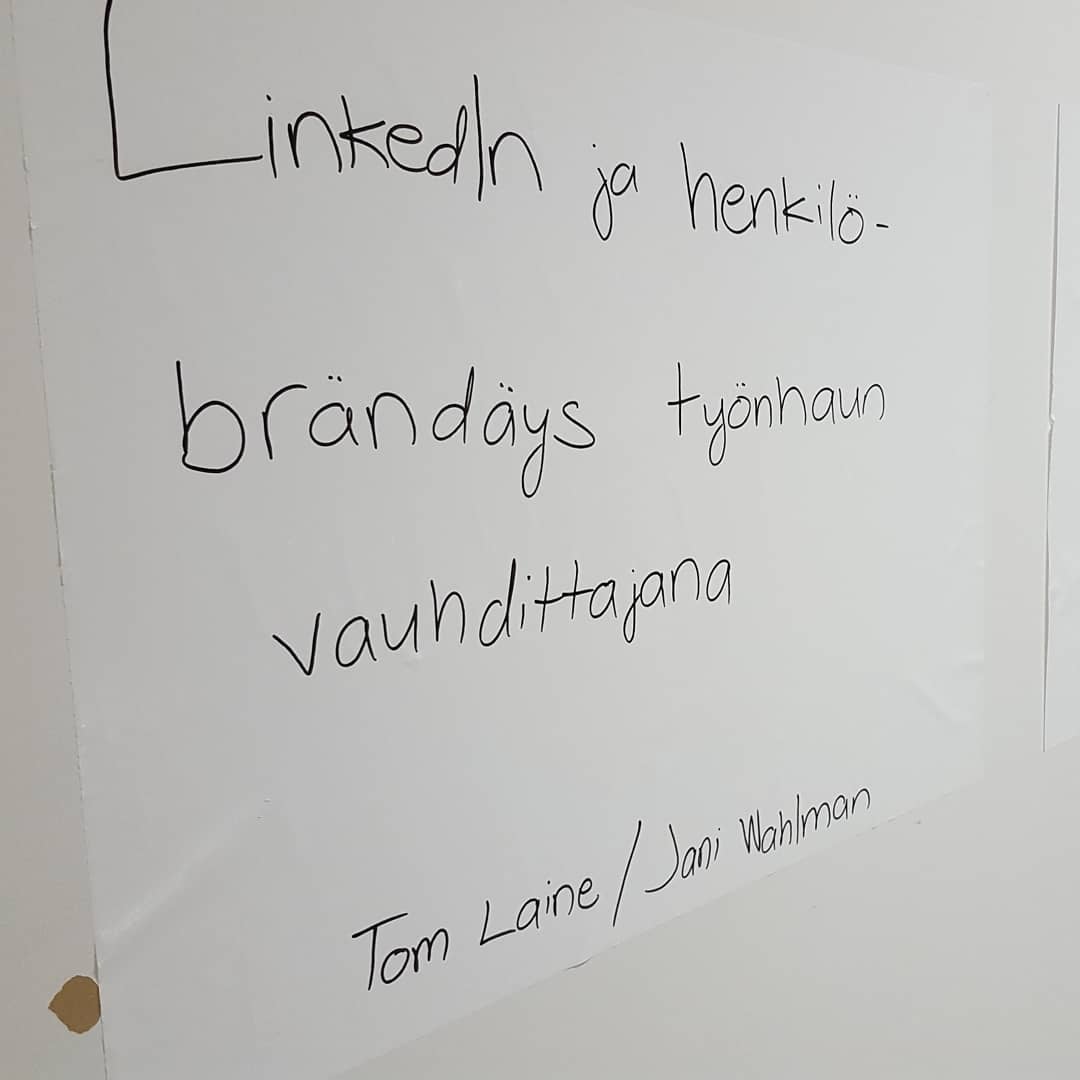 LinkedIn ja henkilö-
brändäys työnhaun
vauhdittajana
Tom Laine / Jani Wahlman